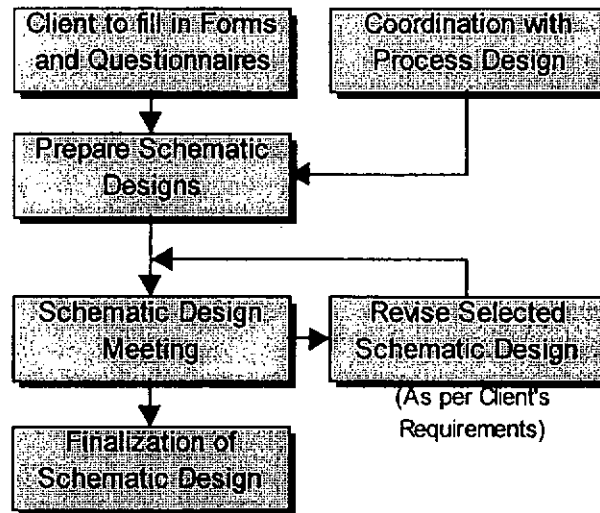 Client to fill in Forms
and Questionnaires
Coordination with
Process Design
Prepare Schematic
Designs
Schematic Design
Meeting
Revise Selected
Schematic Design
(As per Client's
Requirements)
Finalization of
Schematic Design